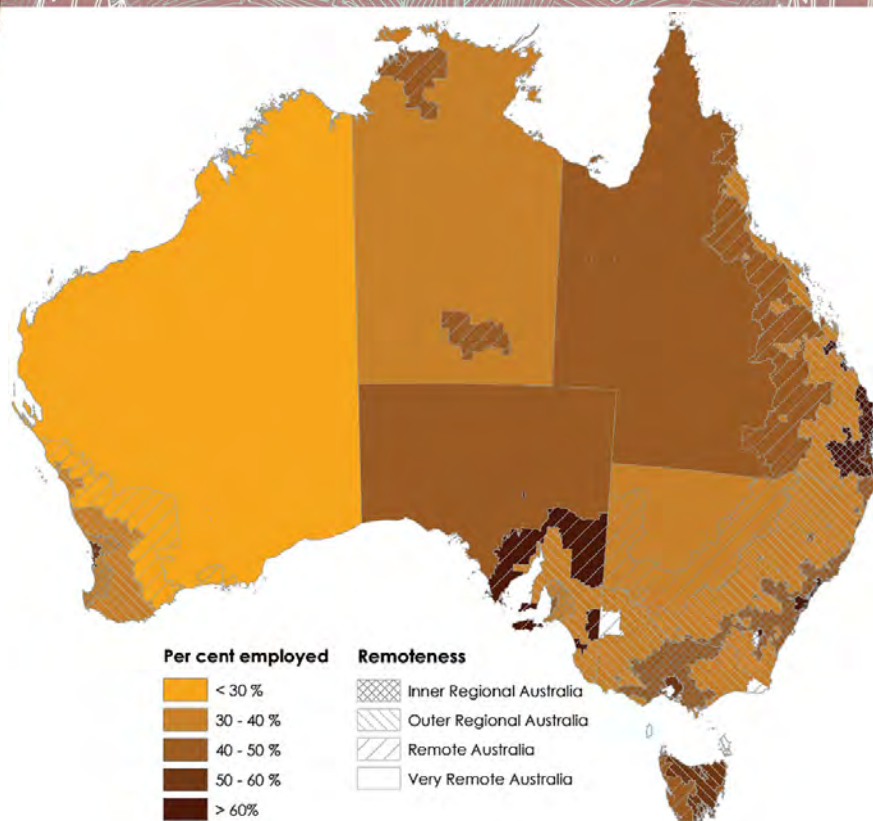 Per cent employed
< 30 %
30 - 40 %
40 - 50 %
50 - 60 %
> 60%
Remoteness
Inner Regional Australia
Outer Regional Australia
Remote Australia
Very Remote Australia